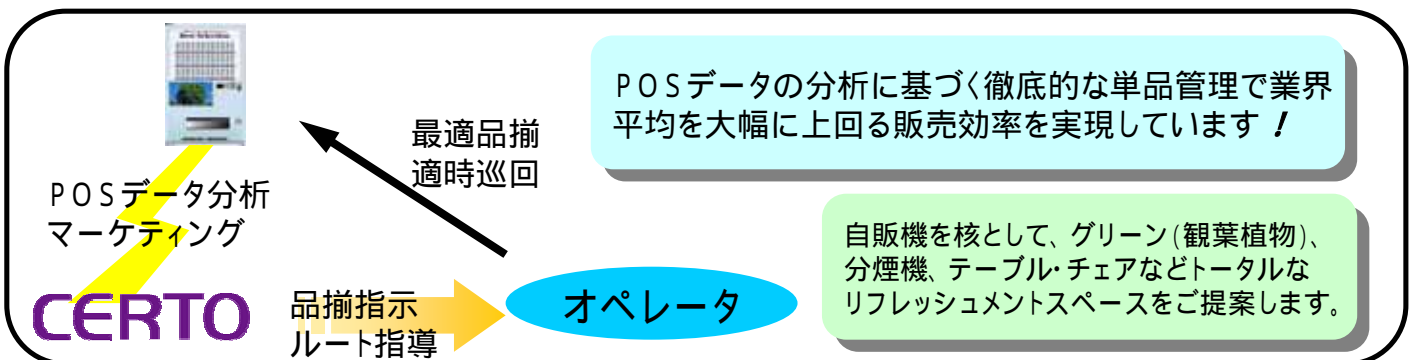 POSデータの分析に基づく徹底的な単品管理で業界
平均を大幅に上回る販売効率を実現しています！
最適品揃
適時巡回
POSデータ分析
マーケティング
自販機を核として、グリーン(観葉植物)、
分煙機、テーブル・チェアなどトータルな
リフレッシュメントスペースをご提案します。
CERTO
品揃指示
ルート指導
オペレータ